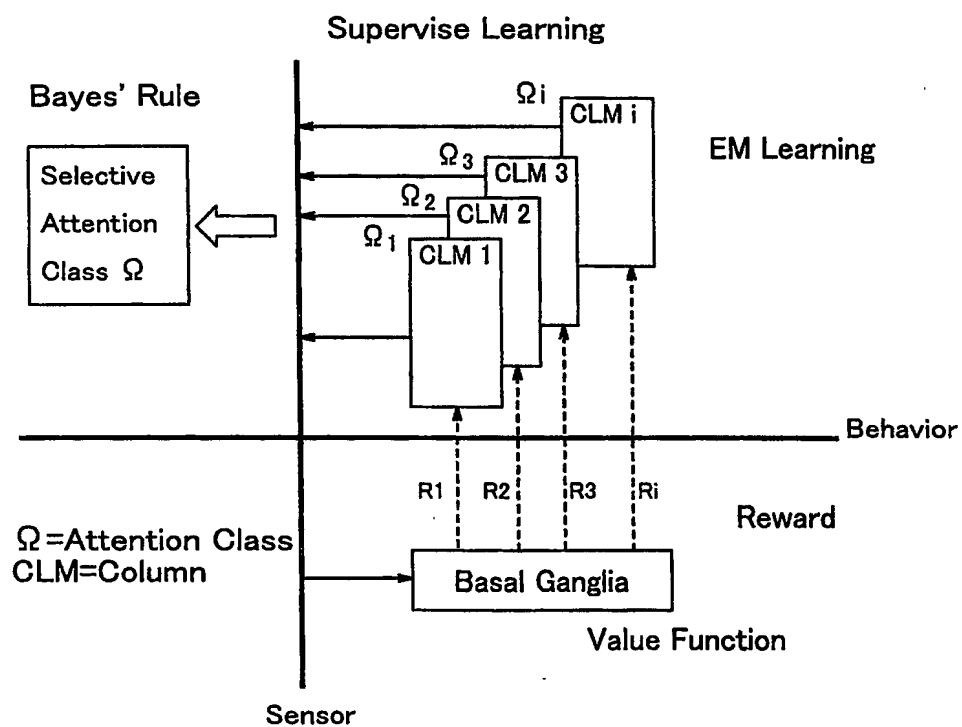 Supervise Learning
Bayes' Rule
Selective
Attention
Class Ω
Ωi
CLM i
Ω3
CLM 3
Ω2
CLM 2
Ω1
CLM 1
EM Learning
Behavior
R1
R2
R3
Ri
Reward
Ω=Attention Class
CLM=Column
Basal Ganglia
Value Function
Sensor